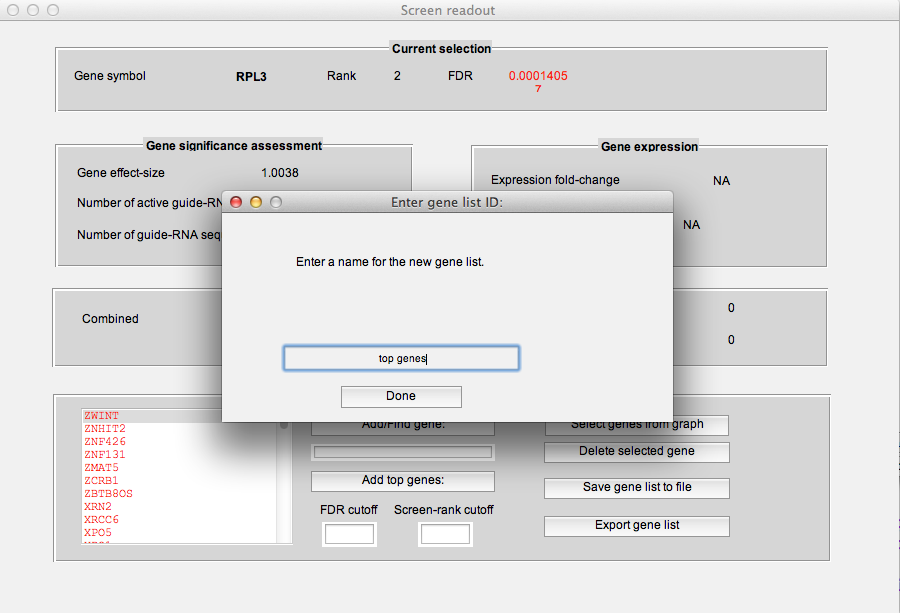 Screen readout
Current selection
Gene symbol RPL3 Rank 2 FDR 0.0001405
7
Gene significance assessment
Gene expression
Gene effect-size 1.0038
Expression fold-change NA
Number of active guide-RN
NA
Number of guide-RNA seq
Enter gene list ID:
Enter a name for the new gene list.
top genes
Done
Combined
0
0
ZWINT
ZNHIT2
ZNF426
ZNF131
ZMAT5
ZCRB1
ZBTB8OS
XRN2
XRCC6
XPO5
Add/Find gene:
Add top genes:
FDR cutoff Screen-rank cutoff
Select genes from graph
Delete selected gene
Save gene list to file
Export gene list